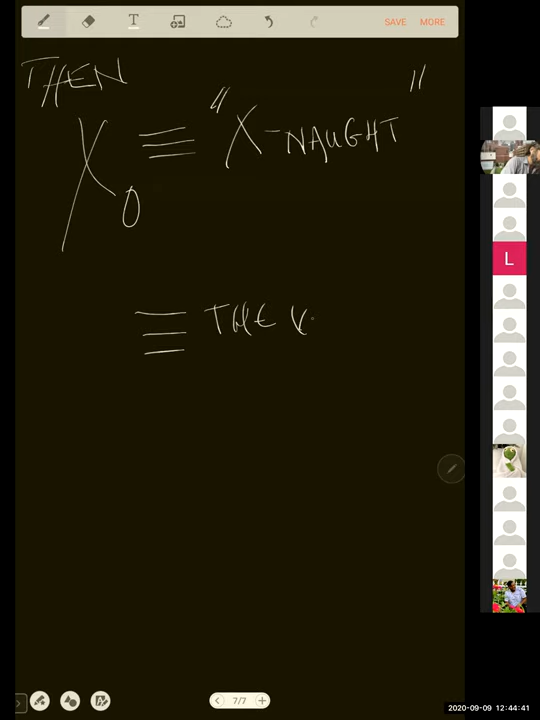 SAVE MORE
THEN
X₀ ≡ "X-NAUGHT"
L
≡ THE V
7/7
2020-09-09 12:44:41